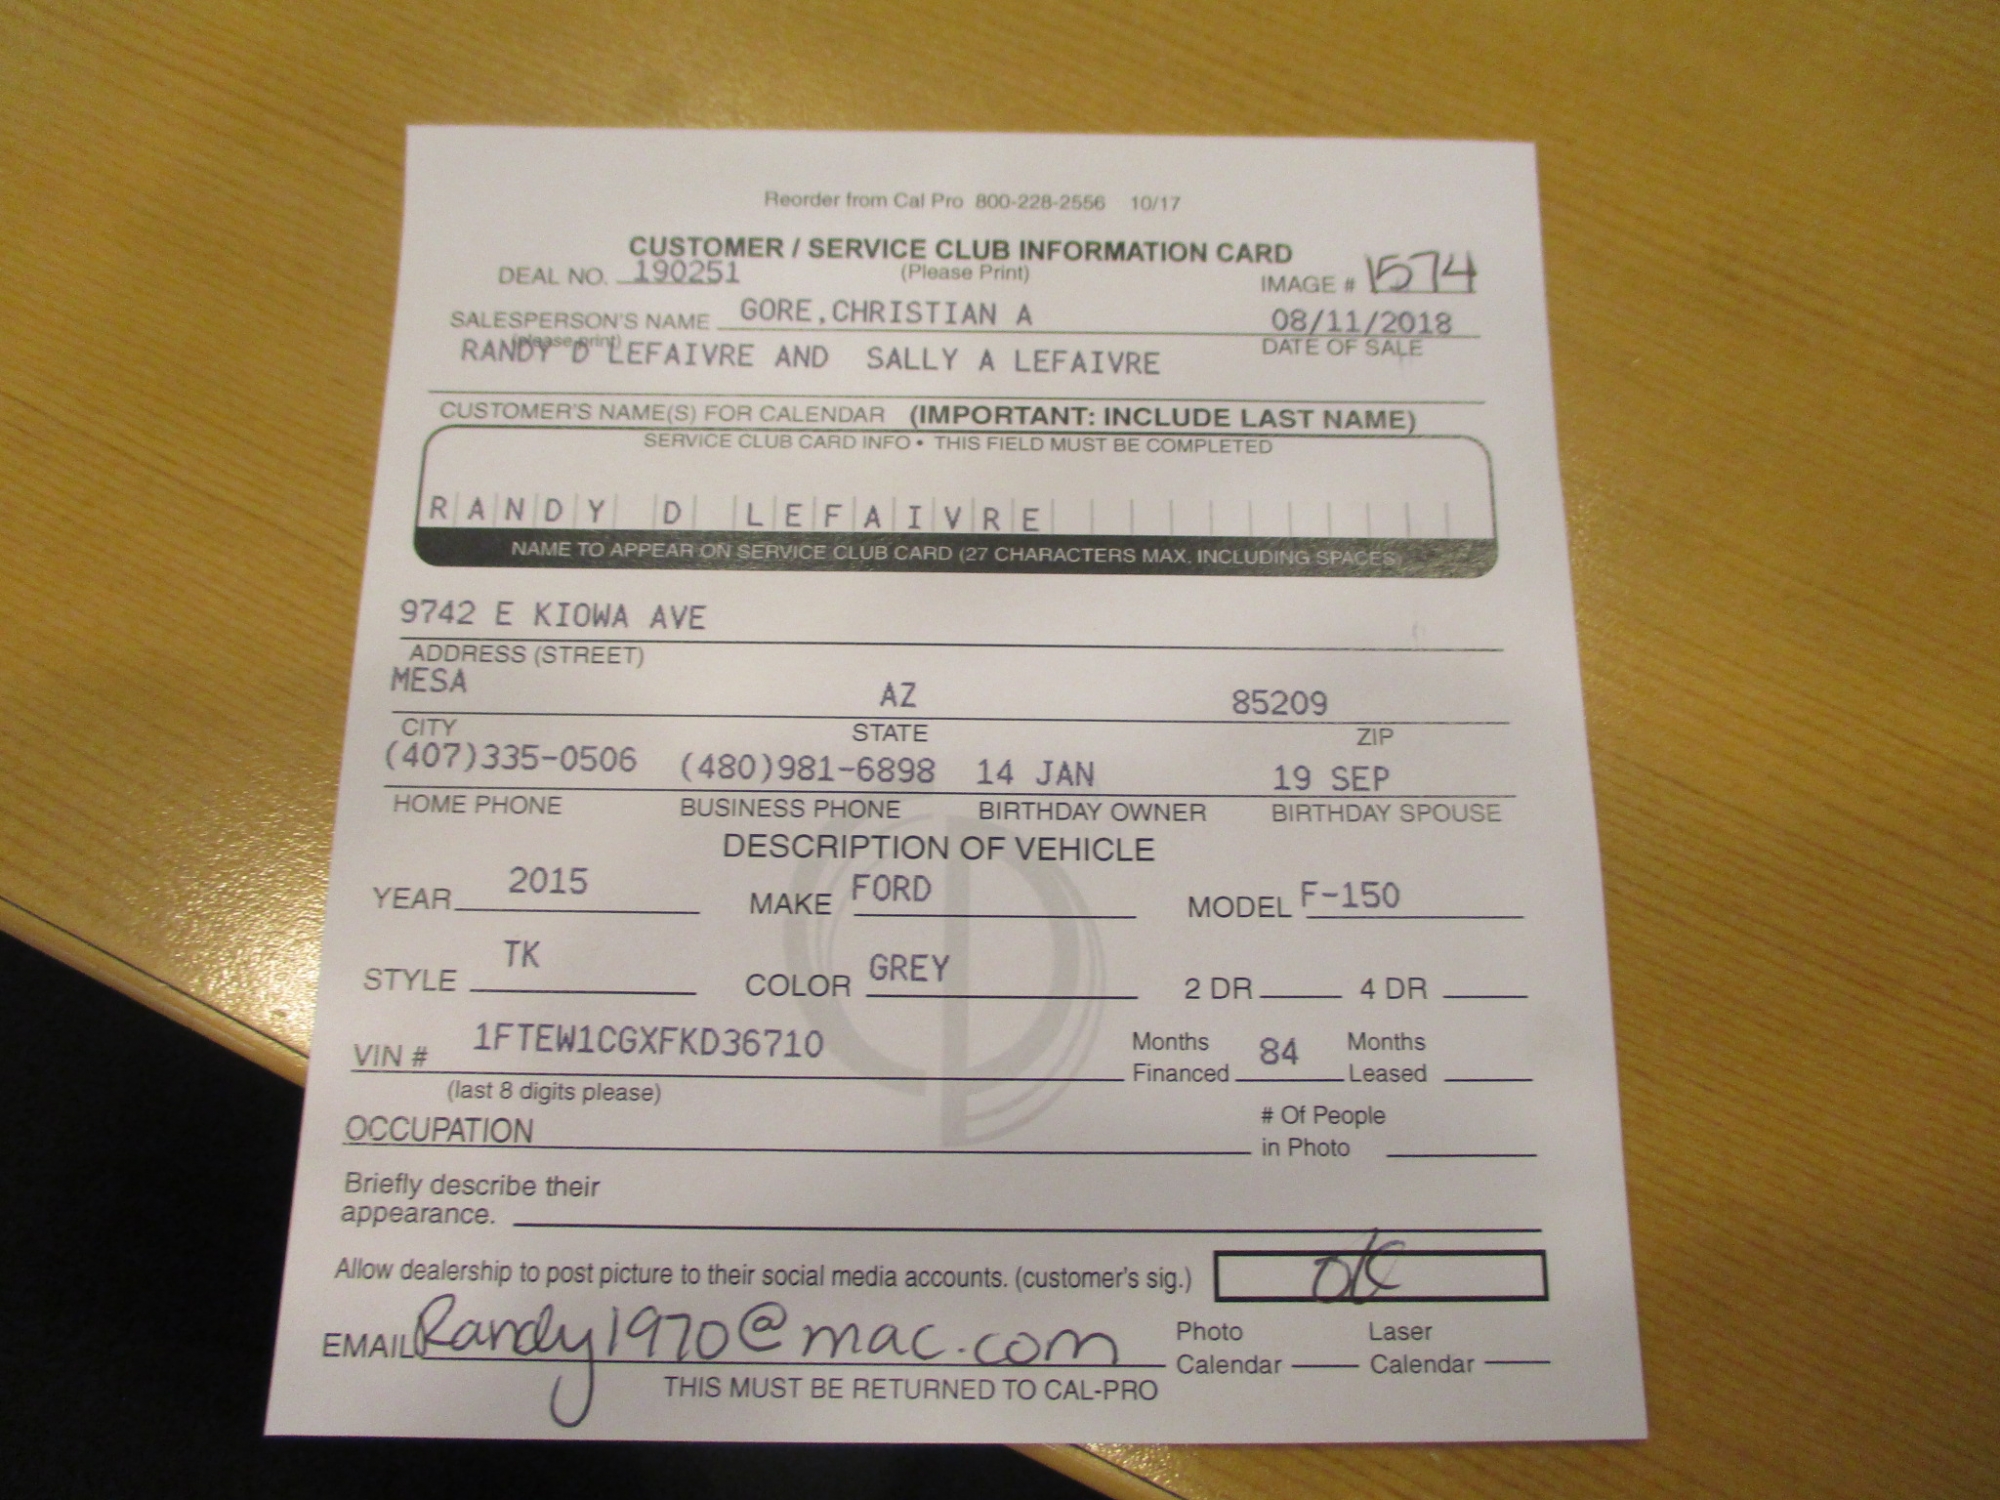 Reorder from Cal Pro 800-228-2556 10/17
CUSTOMER / SERVICE CLUB INFORMATION CARD
DEAL NO. 190251 (Please Print) IMAGE # 1574
SALESPERSON'S NAME GORE,CHRISTIAN A 08/11/2018
(please print) DATE OF SALE
RANDY D LEFAIVRE AND SALLY A LEFAIVRE
CUSTOMER'S NAME(S) FOR CALENDAR (IMPORTANT: INCLUDE LAST NAME)
SERVICE CLUB CARD INFO • THIS FIELD MUST BE COMPLETED
RANDY D LEFAIVRE
NAME TO APPEAR ON SERVICE CLUB CARD (27 CHARACTERS MAX. INCLUDING SPACES)
9742 E KIOWA AVE
ADDRESS (STREET)
MESA AZ 85209
CITY STATE ZIP
(407)335-0506 (480)981-6898 14 JAN 19 SEP
HOME PHONE BUSINESS PHONE BIRTHDAY OWNER BIRTHDAY SPOUSE
DESCRIPTION OF VEHICLE
YEAR 2015 MAKE FORD MODEL F-150
STYLE TK COLOR GREY 2 DR 4 DR
VIN # 1FTEW1CGXFKD36710 Months Financed 84 Months Leased
(last 8 digits please)
OCCUPATION # Of People in Photo
Briefly describe their
appearance.
Allow dealership to post picture to their social media accounts. (customer's sig.) ok
EMAIL Randy1970@mac.com Photo Calendar Laser Calendar
THIS MUST BE RETURNED TO CAL-PRO